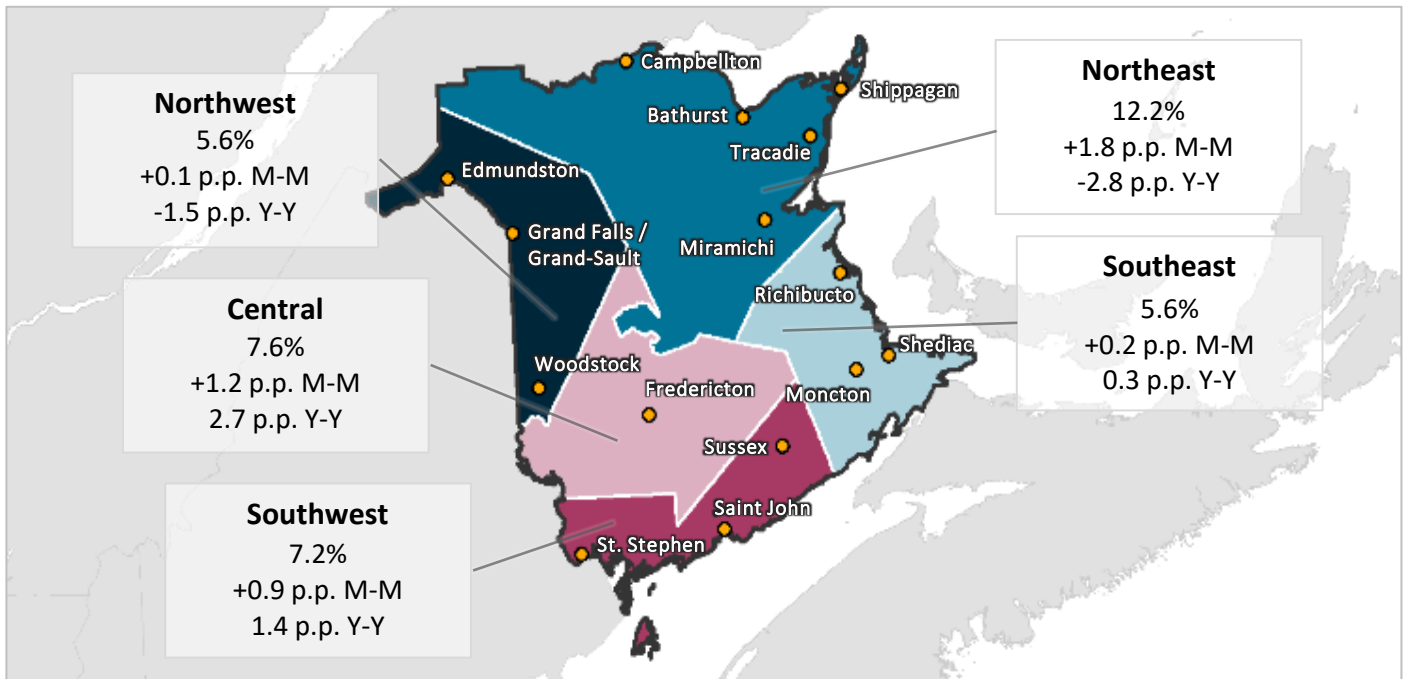 Northwest
5.6%
+0.1 p.p. M-M
-1.5 p.p. Y-Y
Central
7.6%
+1.2 p.p. M-M
2.7 p.p. Y-Y
Southwest
7.2%
+0.9 p.p. M-M
1.4 p.p. Y-Y
Campbellton
Shippagan
Bathurst
Tracadie
Edmundston
Grand Falls /
Grand-Sault
Miramichi
Richibucto
Shediac
Woodstock
Fredericton
Moncton
Sussex
Saint John
St. Stephen
Northeast
12.2%
+1.8 p.p. M-M
-2.8 p.p. Y-Y
Southeast
5.6%
+0.2 p.p. M-M
0.3 p.p. Y-Y